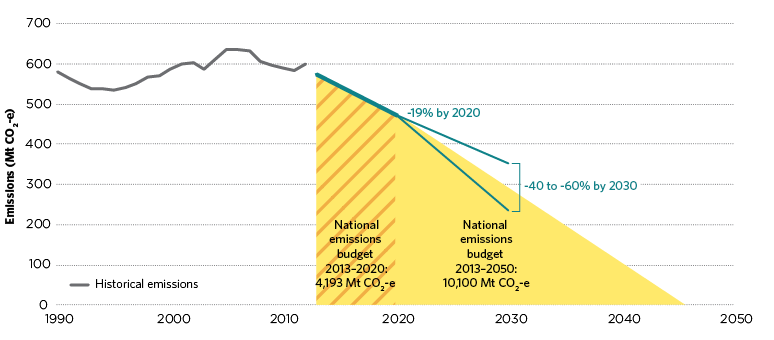 700
600
500
400
300
200
100
0
Emissions (Mt CO2-e)
-19% by 2020
-40 to -60% by 2030
National
emissions
budget
2013–2020:
4,193 Mt CO2-e
National
emissions
budget
2013–2050:
10,100 Mt CO2-e
Historical emissions
1990
2000
2010
2020
2030
2040
2050